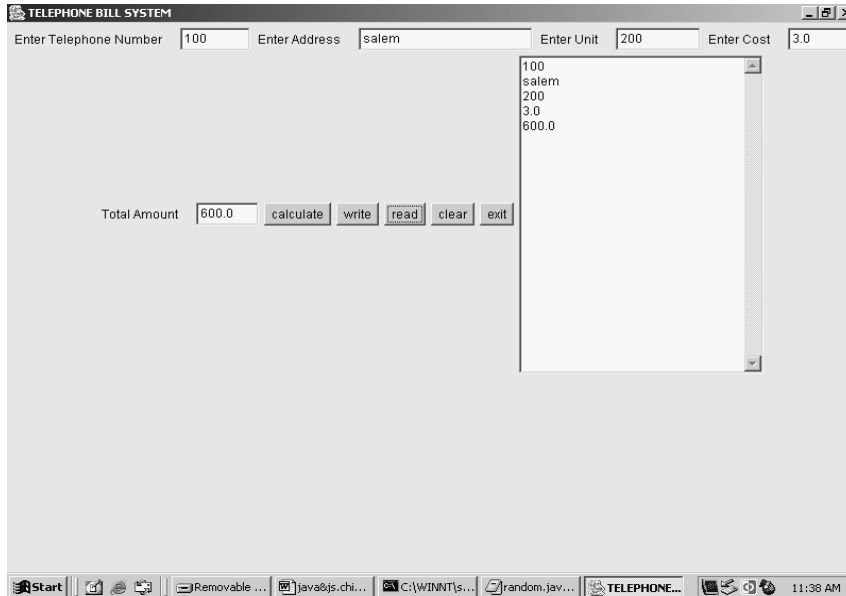 TELEPHONE BILL SYSTEM
Enter Telephone Number 100 Enter Address salem Enter Unit 200 Enter Cost 3.0
100
salem
200
3.0
600.0
Total Amount 600.0 calculate write read clear exit
Start Removable ... java&js.chi... C:\WINNT\s... random.jav... TELEPHONE... 11:38 AM